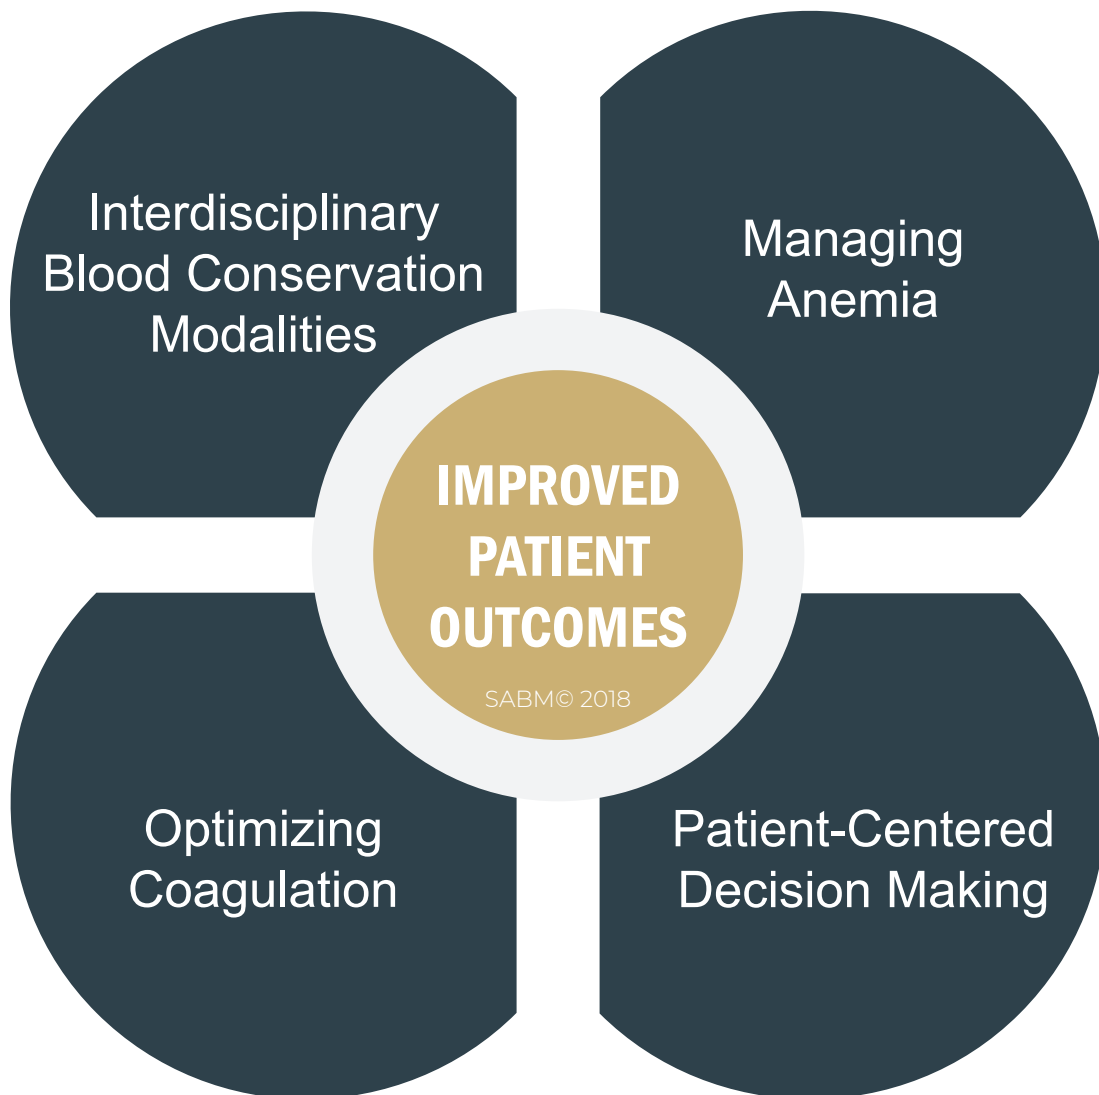 Interdisciplinary
Blood Conservation
Modalities
Managing
Anemia
IMPROVED
PATIENT
OUTCOMES
SABM© 2018
Optimizing
Coagulation
Patient-Centered
Decision Making